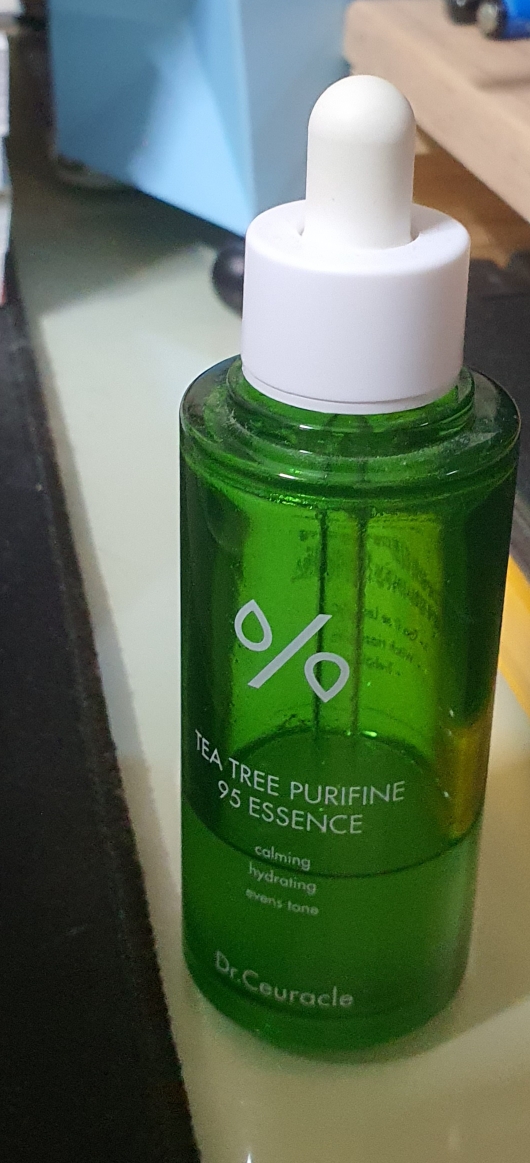 %
TEA TREE PURIFINE
95 ESSENCE
calming
hydrating
evens tone
Dr.Ceuracle